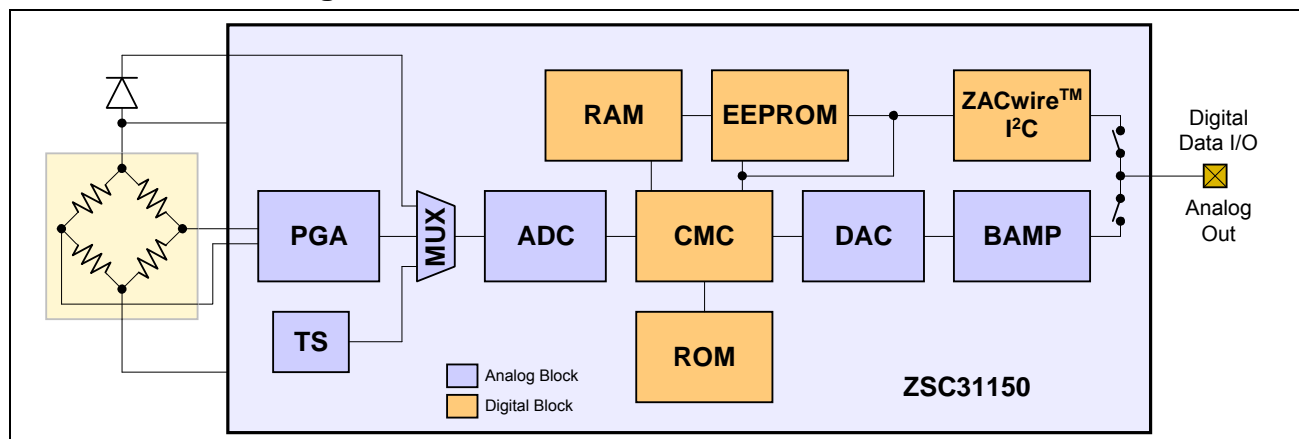 RAM
EEPROM
ZACwire™
I²C
Digital
Data I/O
PGA
MUX
ADC
CMC
DAC
BAMP
Analog
Out
TS
ROM
Analog Block
Digital Block
ZSC31150